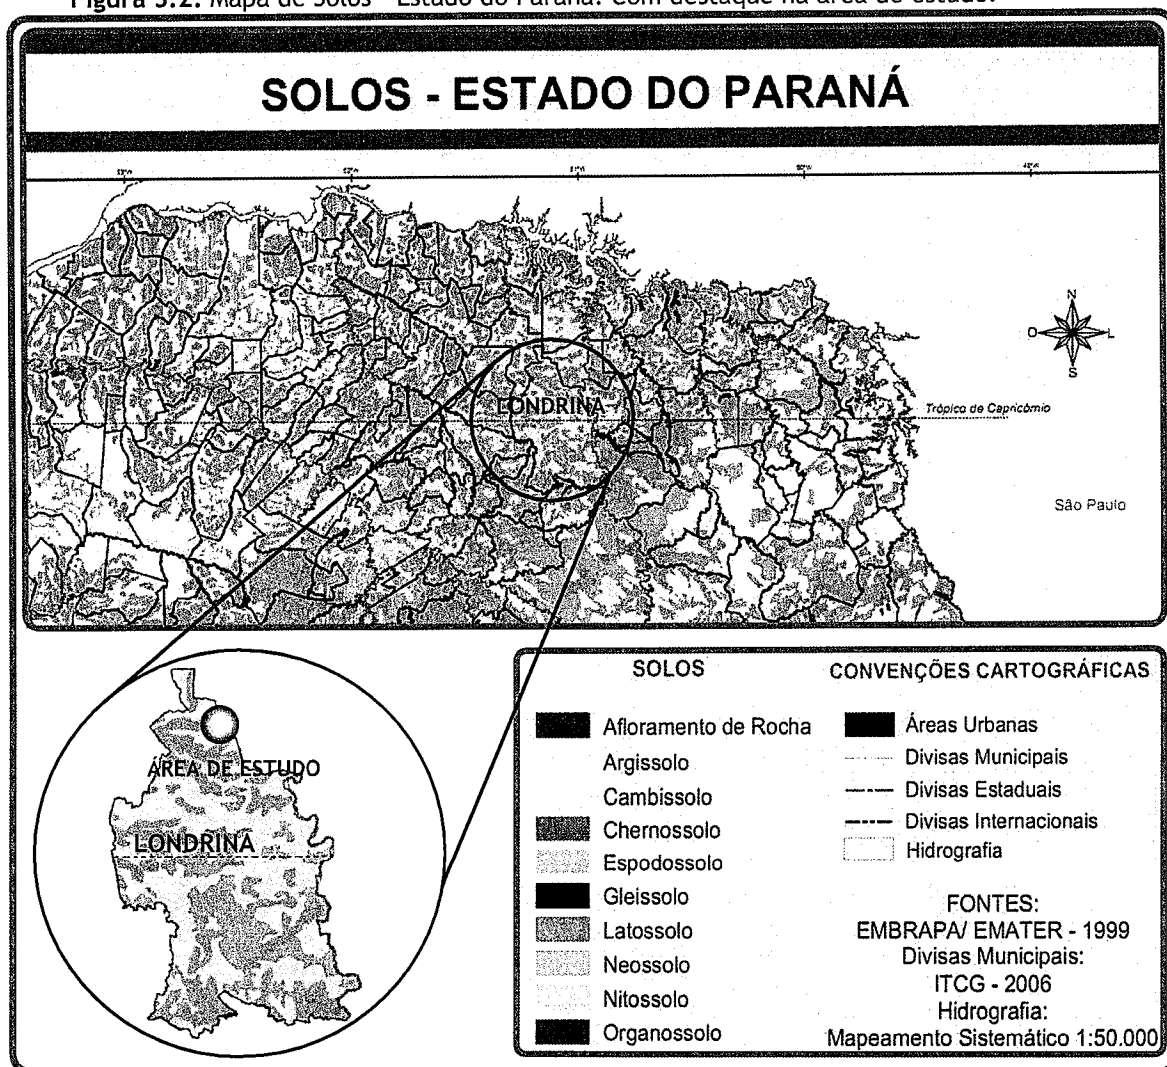 Figura 5.2. Mapa de Solos - Estado do Paraná. Com destaque na área de estudo.
SOLOS - ESTADO DO PARANÁ
N
O
L
S
LONDRINA
Trópico de Capricórnio
São Paulo
ÁREA DE ESTUDO
LONDRINA
SOLOS
Afloramento de Rocha
Argissolo
Cambissolo
Chernossolo
Espodossolo
Gleissolo
Latossolo
Neossolo
Nitossolo
Organossolo
CONVENÇÕES CARTOGRÁFICAS
Áreas Urbanas
Divisas Municipais
Divisas Estaduais
Divisas Internacionais
Hidrografia
FONTES:
EMBRAPA/ EMATER - 1999
Divisas Municipais:
ITCG - 2006
Hidrografia:
Mapeamento Sistemático 1:50.000